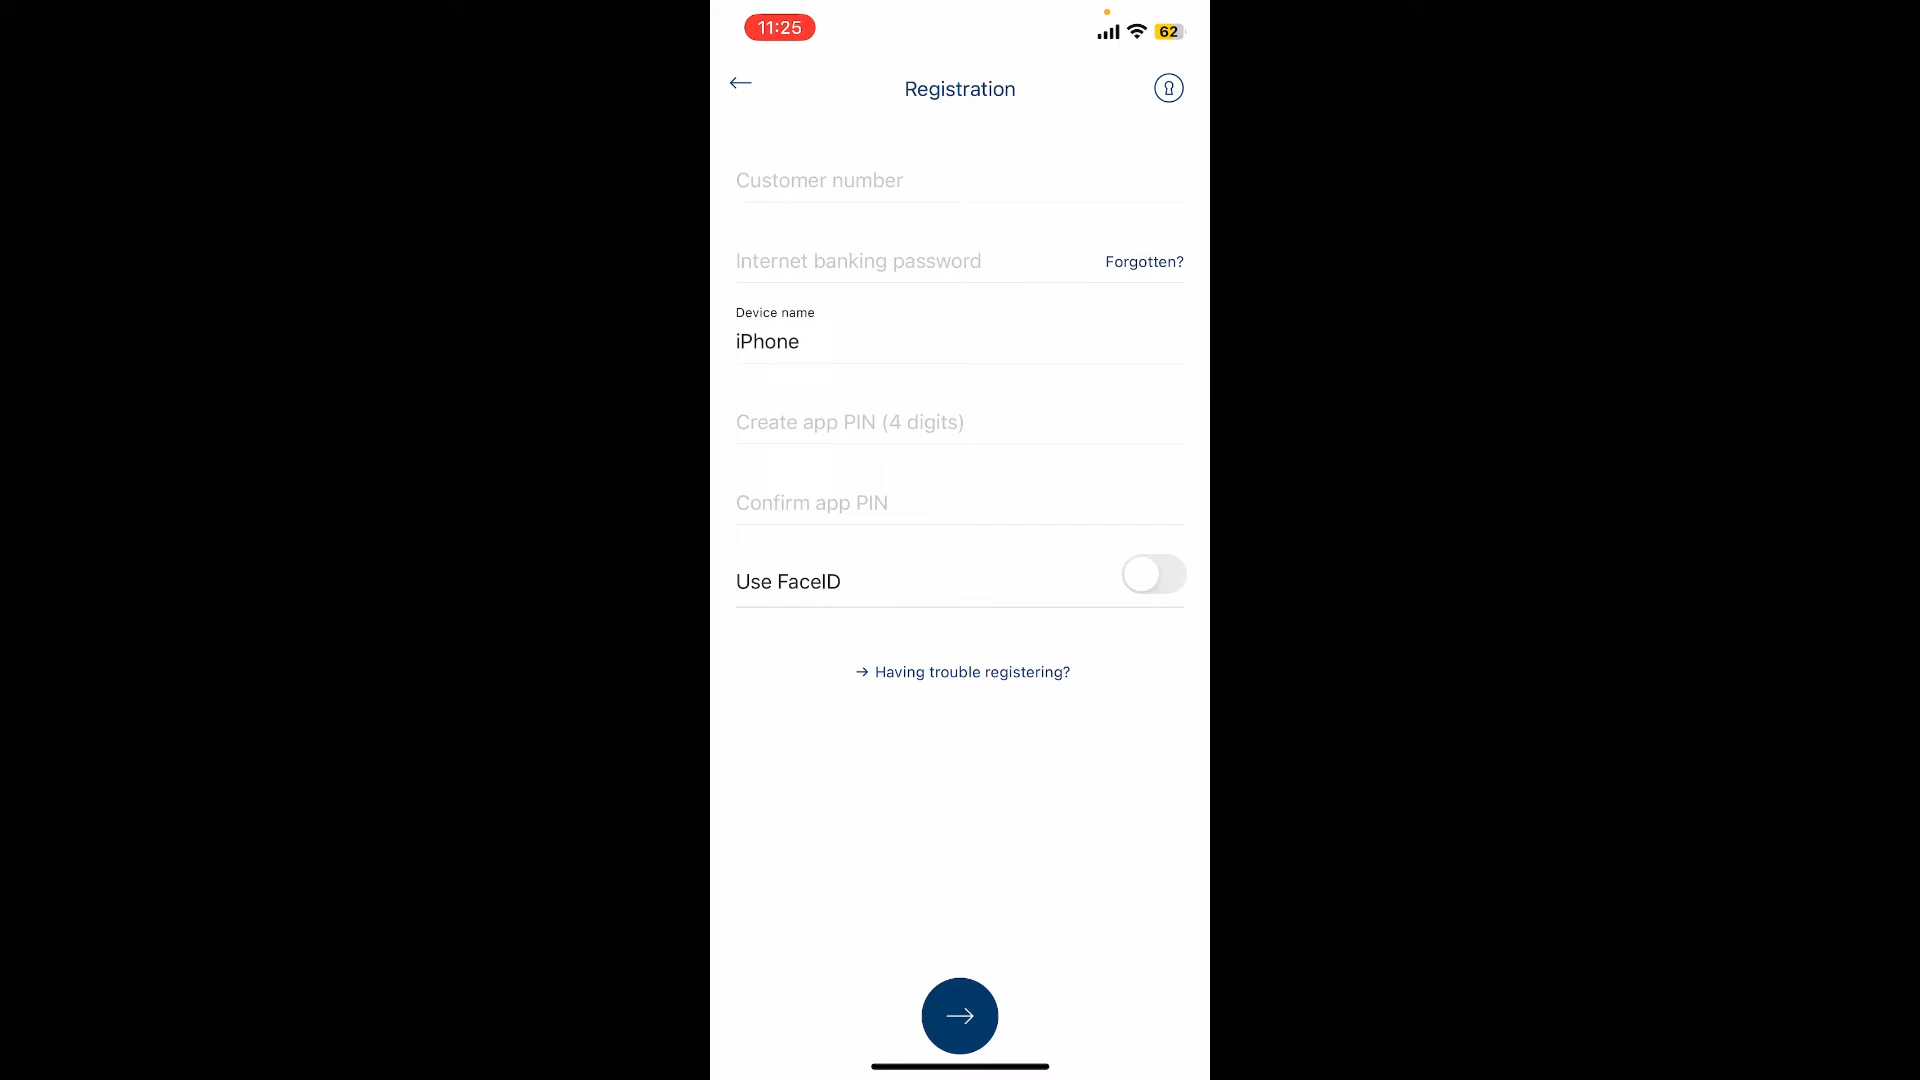 11:25
62
Registration
Customer number
Internet banking password
Forgotten?
Device name
iPhone
Create app PIN (4 digits)
Confirm app PIN
Use FaceID
→ Having trouble registering?